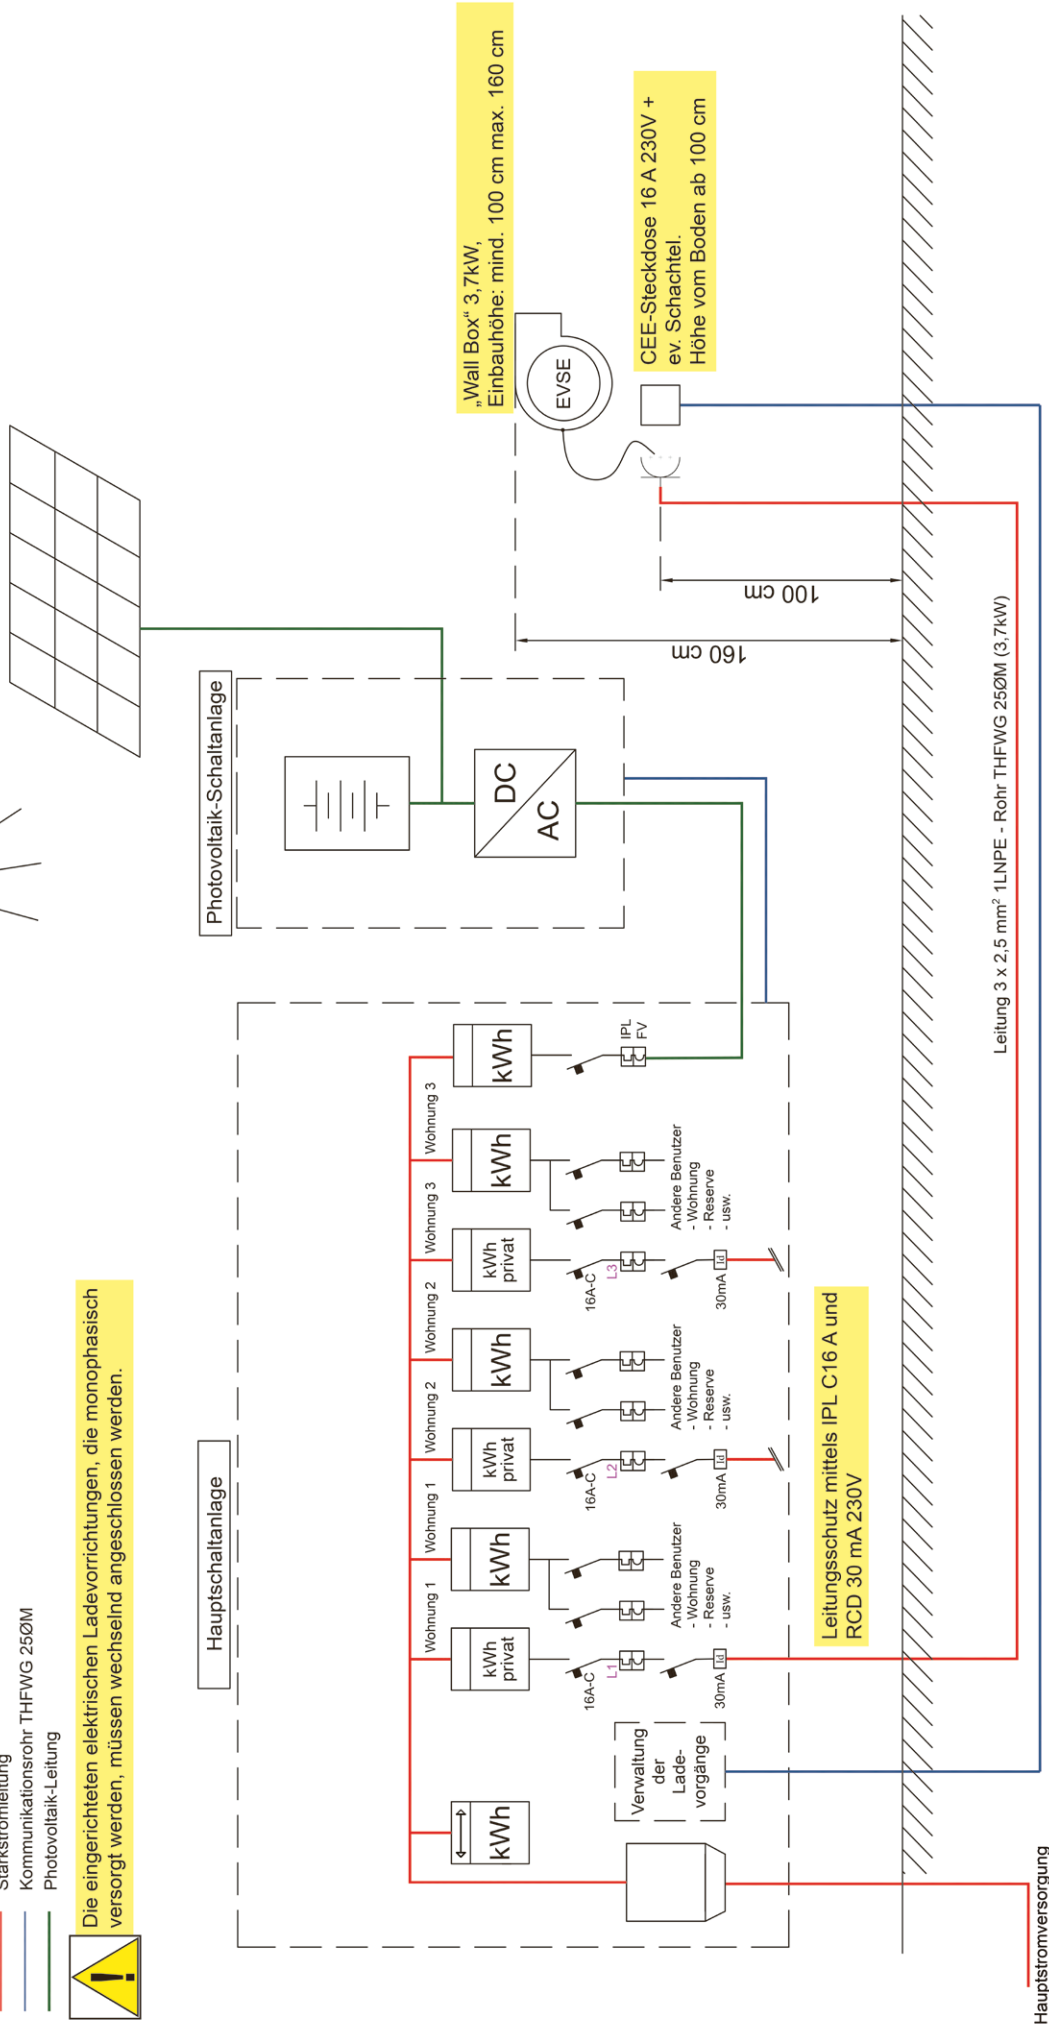 Starkstromleitung
Kommunikationsrohr THFWG 25ØM
Photovoltaik-Leitung
Die eingerichteten elektrischen Ladevorrichtungen, die monophasisch
versorgt werden, müssen wechselnd angeschlossen werden.
Hauptschaltanlage
Photovoltaik-Schaltanlage
DC
AC
„Wall Box“ 3,7kW,
Einbauhöhe: mind. 100 cm max. 160 cm
EVSE
CEE-Steckdose 16 A 230V +
ev. Schachtel.
Höhe vom Boden ab 100 cm
160 cm
100 cm
Wohnung 1
Wohnung 1
Wohnung 2
Wohnung 2
Wohnung 3
Wohnung 3
kWh
kWh
privat
kWh
kWh
privat
kWh
kWh
privat
kWh
kWh
16A-C
L1
30mA
Id
Andere Benutzer
- Wohnung
- Reserve
- usw.
16A-C
L2
30mA
Id
Andere Benutzer
- Wohnung
- Reserve
- usw.
16A-C
L3
30mA
Id
Andere Benutzer
- Wohnung
- Reserve
- usw.
IPL
FV
Verwaltung
der
Lade-
vorgänge
Leitungsschutz mittels IPL C16 A und
RCD 30 mA 230V
Leitung 3 x 2,5 mm² 1LNPE - Rohr THFWG 25ØM (3,7kW)
Hauptstromversorgung